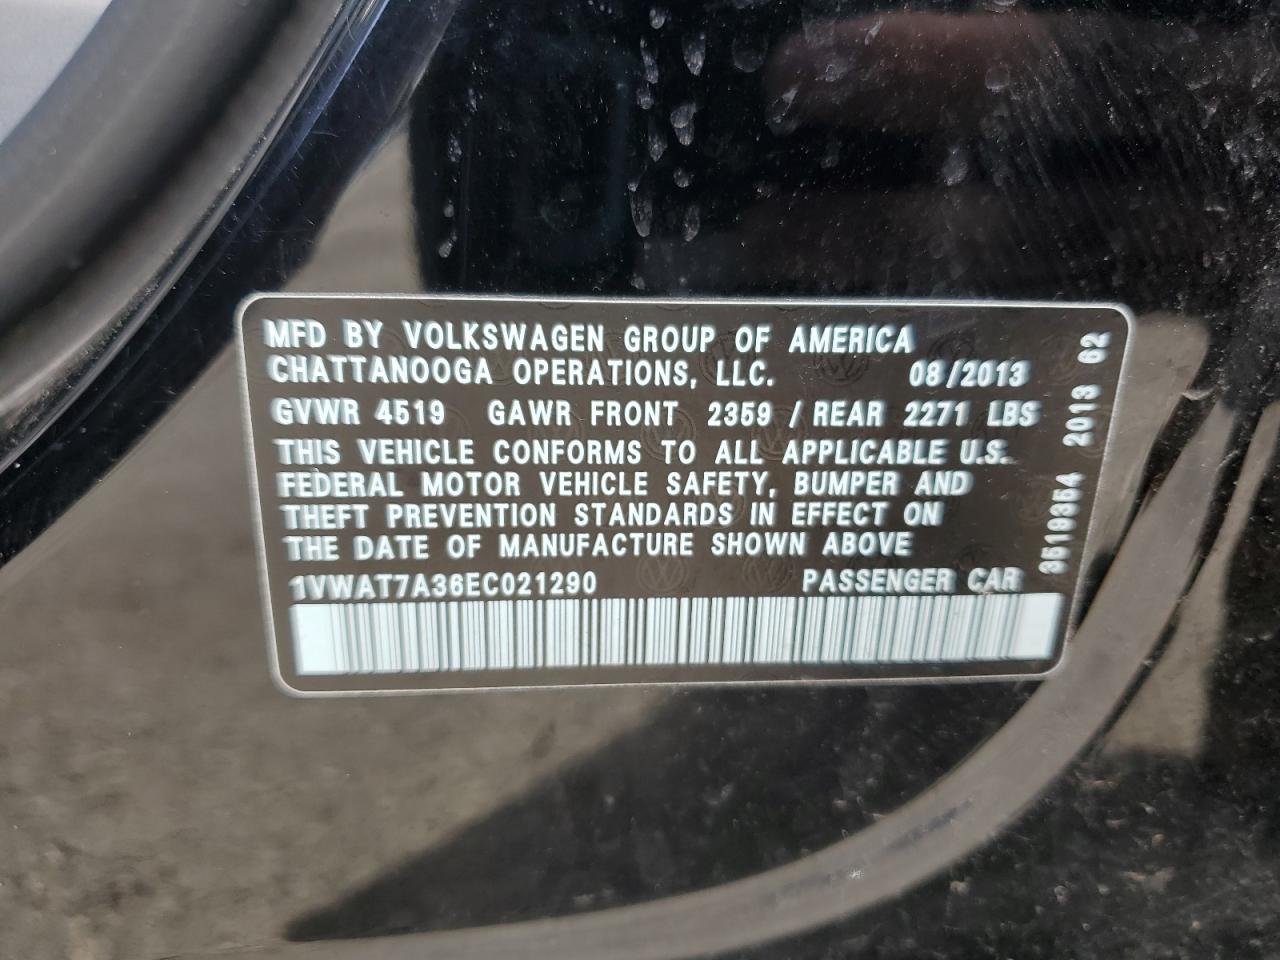 MFD BY VOLKSWAGEN GROUP OF AMERICA
CHATTANOOGA OPERATIONS, LLC. 08/2013
GVWR 4519 GAWR FRONT 2359 / REAR 2271 LBS
THIS VEHICLE CONFORMS TO ALL APPLICABLE U.S.
FEDERAL MOTOR VEHICLE SAFETY, BUMPER AND
THEFT PREVENTION STANDARDS IN EFFECT ON
THE DATE OF MANUFACTURE SHOWN ABOVE
1VWAT7A36EC021290 PASSENGER CAR
3519354 2013 62